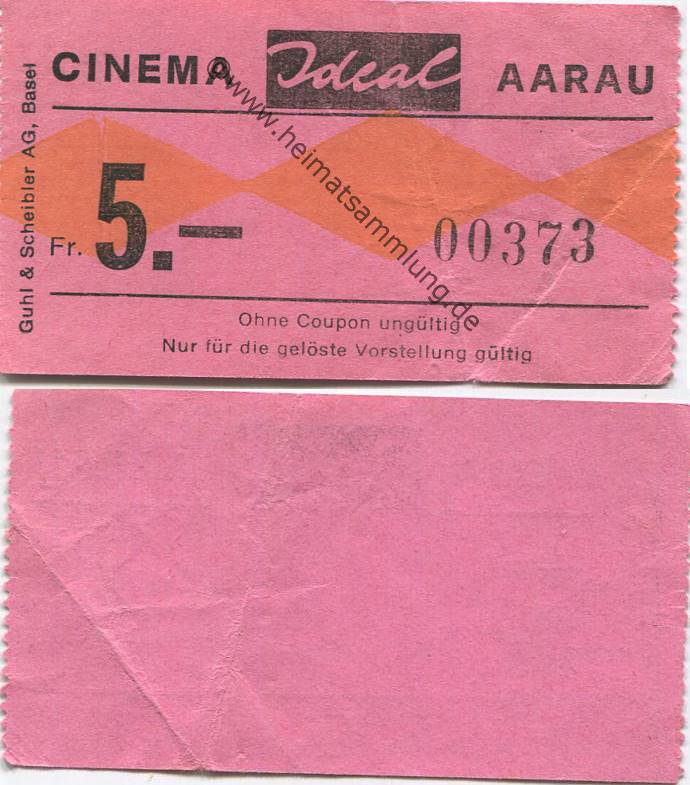 CINEMA Ideal AARAU
Guhl & Scheibler AG, Basel
Fr. 5.—
00373
Ohne Coupon ungültig
Nur für die gelöste Vorstellung gültig
©www.heimatsammlung.de